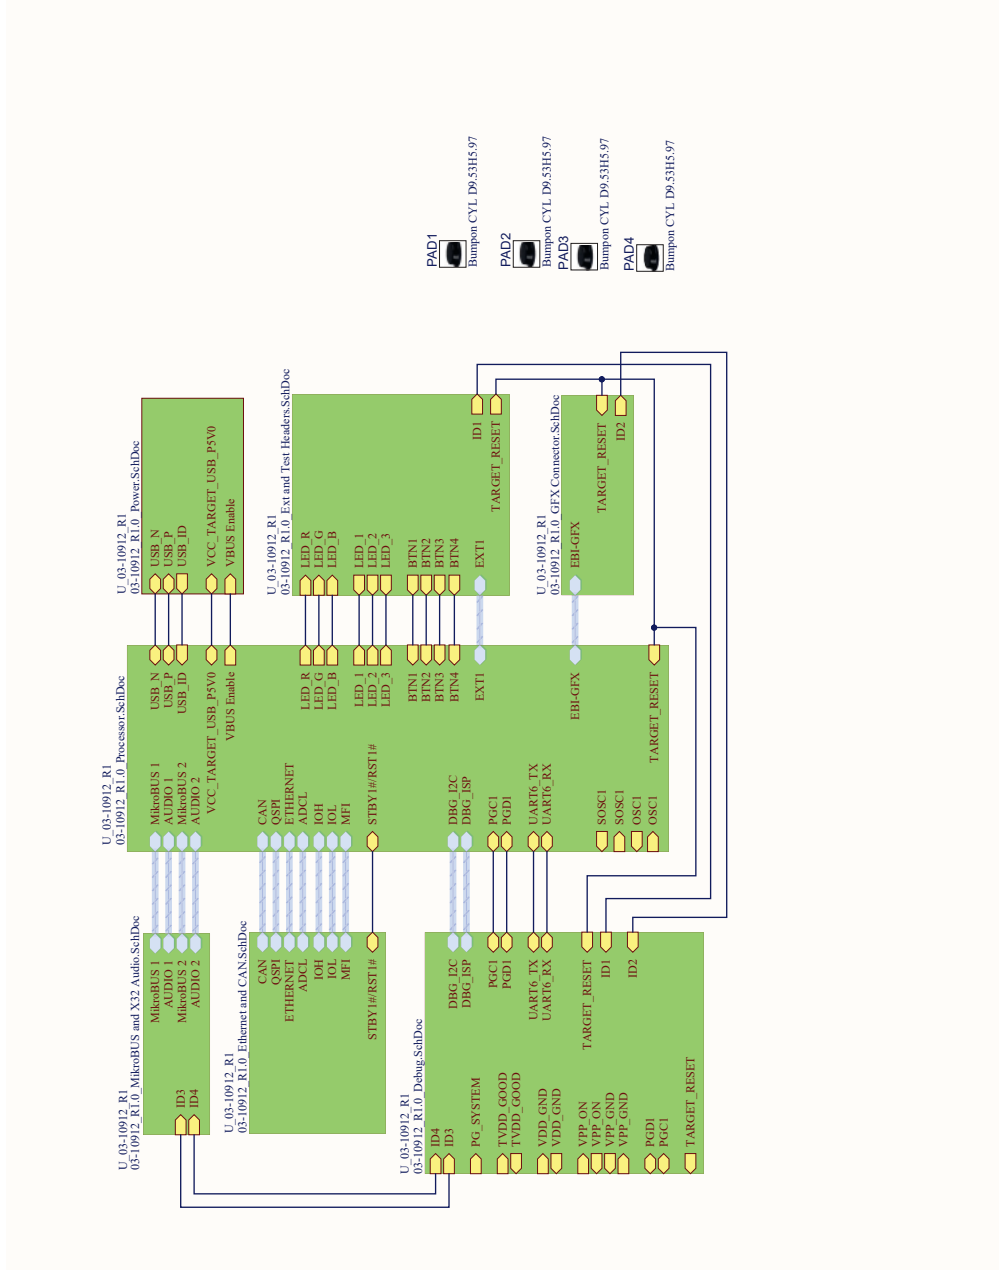 U_03-10912_R1
03-10912_R1.0_MikroBUS and X32 Audio.SchDoc
MikroBUS 1
AUDIO 1
MikroBUS 2
AUDIO 2
ID3
ID4
U_03-10912_R1
03-10912_R1.0_Ethernet and CAN.SchDoc
CAN
QSPI
ETHERNET
ADCL
IOH
IOL
MFI
STBY1#/RST1#
U_03-10912_R1
03-10912_R1.0_Debug.SchDoc
ID4
ID3
PG_SYSTEM
TVDD_GOOD
TVDD_GOOD
VDD_GND
VDD_GND
VPP_ON
VPP_ON
VPP_GND
VPP_GND
PGD1
PGC1
TARGET_RESET
DBG_I2C
DBG_ISP
PGC1
PGD1
UART6_TX
UART6_RX
TARGET_RESET
ID1
ID2
U_03-10912_R1
03-10912_R1.0_Processor.SchDoc
MikroBUS 1
AUDIO 1
MikroBUS 2
AUDIO 2
CAN
QSPI
ETHERNET
ADCL
IOH
IOL
MFI
STBY1#/RST1#
DBG_I2C
DBG_ISP
PGC1
PGD1
UART6_TX
UART6_RX
SOSC1
SOSC1
OSC1
OSC1
USB_N
USB_P
USB_ID
VCC_TARGET_USB_P5V0
VBUS Enable
LED_R
LED_G
LED_B
LED_1
LED_2
LED_3
BTN1
BTN2
BTN3
BTN4
EXT1
EBI-GFX
TARGET_RESET
U_03-10912_R1
03-10912_R1.0_Power.SchDoc
USB_N
USB_P
USB_ID
VCC_TARGET_USB_P5V0
VBUS Enable
U_03-10912_R1
03-10912_R1.0_Ext and Test Headers.SchDoc
LED_R
LED_G
LED_B
LED_1
LED_2
LED_3
BTN1
BTN2
BTN3
BTN4
EXT1
ID1
TARGET_RESET
U_03-10912_R1
03-10912_R1.0_GFX Connector.SchDoc
EBI-GFX
TARGET_RESET
ID2
PAD1
Bumpon CYL D9.53H5.97
PAD2
Bumpon CYL D9.53H5.97
PAD3
Bumpon CYL D9.53H5.97
PAD4
Bumpon CYL D9.53H5.97